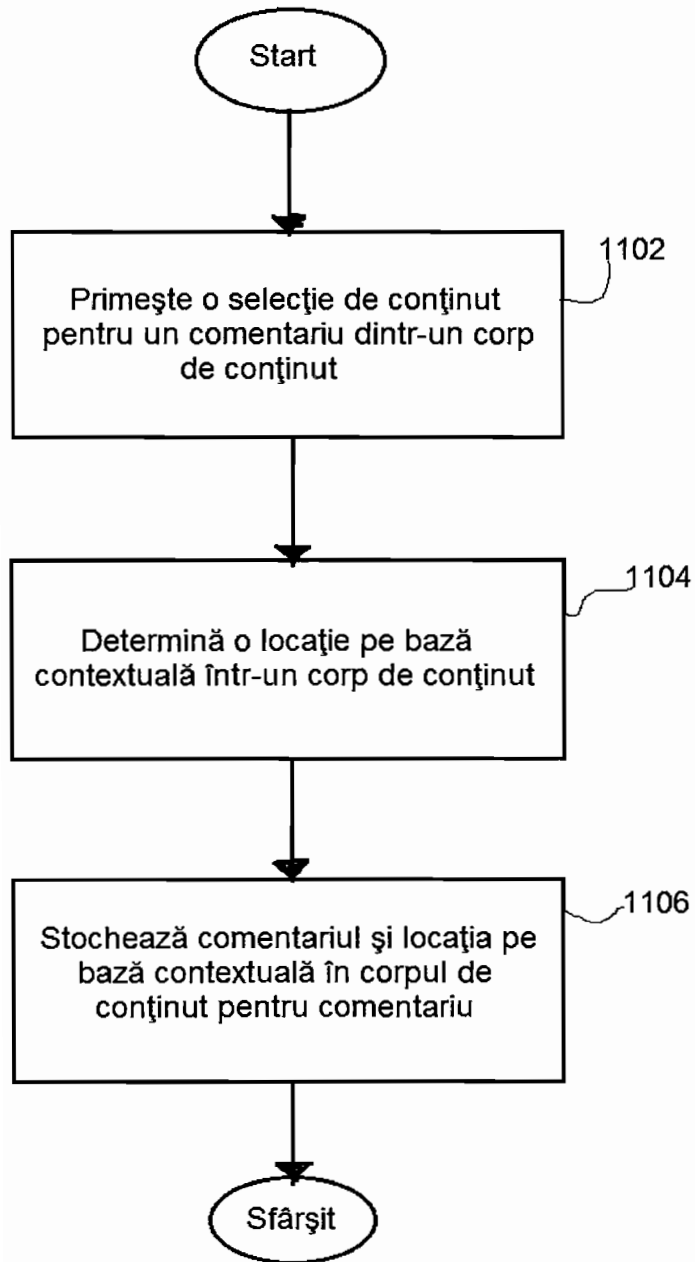 Start
1102
Primeşte o selecţie de conţinut
pentru un comentariu dintr-un corp
de conţinut
1104
Determină o locaţie pe bază
contextuală într-un corp de conţinut
1106
Stochează comentariul şi locaţia pe
bază contextuală în corpul de
conţinut pentru comentariu
Sfârşit